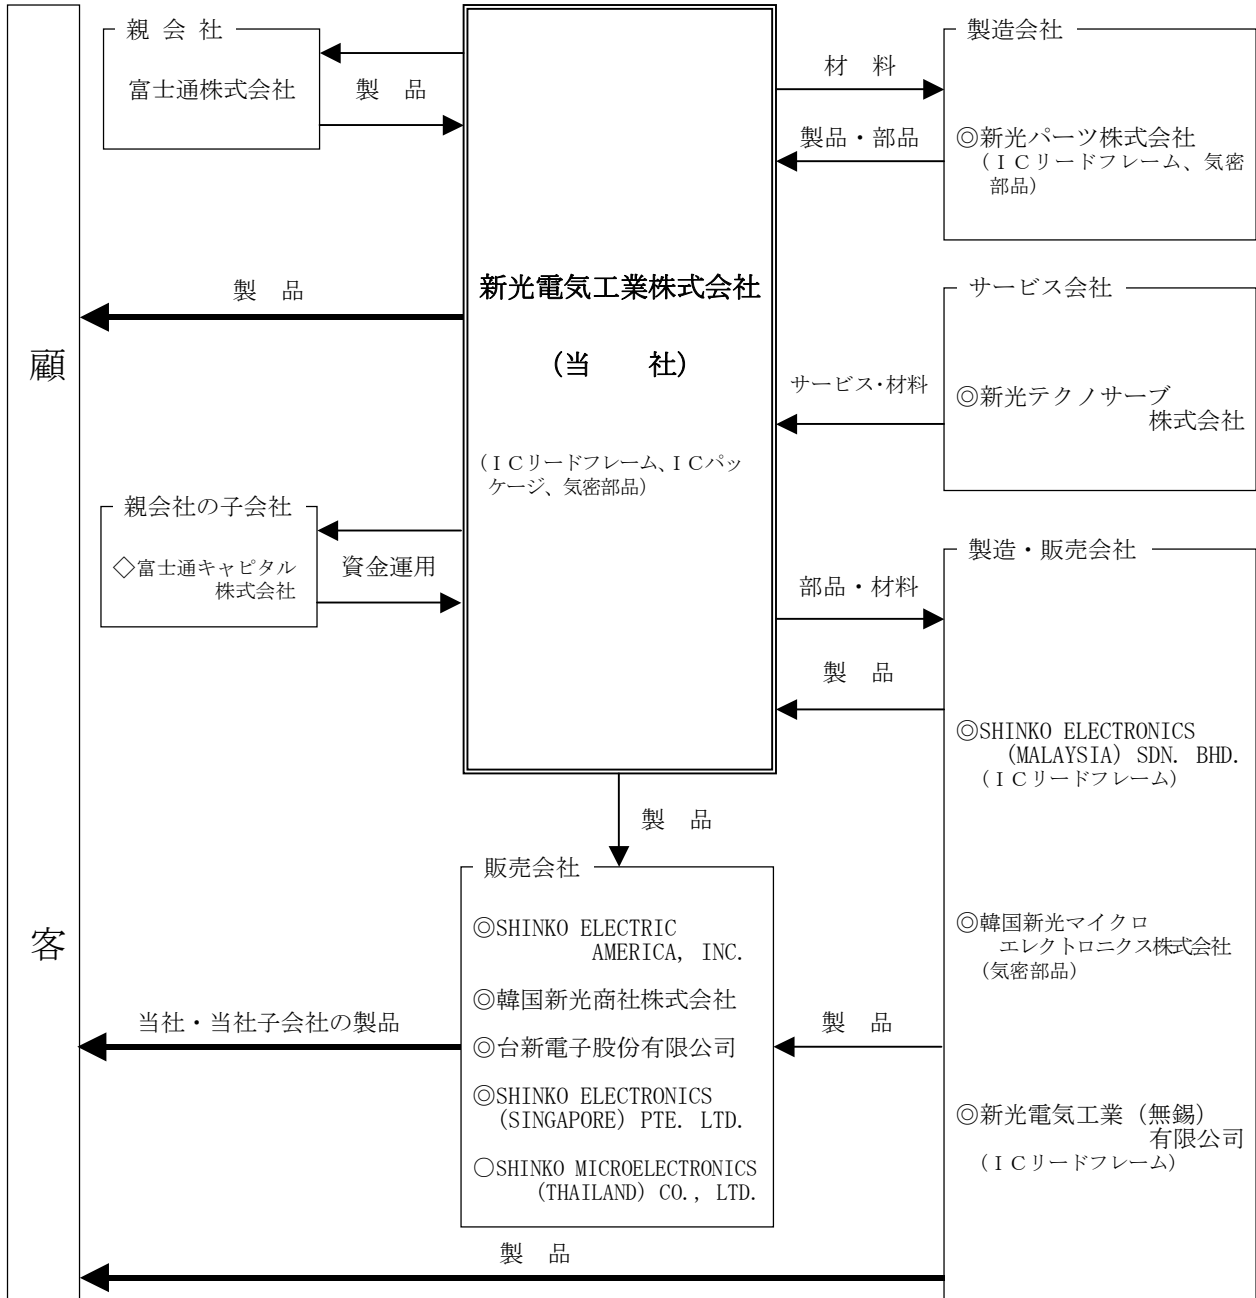 顧
客
親 会 社
富士通株式会社
製 品
製 品
親会社の子会社
◇富士通キャピタル
株式会社
資金運用
新光電気工業株式会社
(当 社)
(ＩＣリードフレーム、ＩＣパッ
ケージ、気密部品)
製 品
販売会社
◎SHINKO ELECTRIC
AMERICA, INC.
◎韓国新光商社株式会社
◎台新電子股份有限公司
◎SHINKO ELECTRONICS
(SINGAPORE) PTE. LTD.
○SHINKO MICROELECTRONICS
(THAILAND) CO., LTD.
当社・当社子会社の製品
材 料
製品・部品
製造会社
◎新光パーツ株式会社
(ＩＣリードフレーム、気密
部品)
サービス会社
サービス・材料
◎新光テクノサーブ
株式会社
製造・販売会社
部品・材料
製 品
◎SHINKO ELECTRONICS
(MALAYSIA) SDN. BHD.
(ＩＣリードフレーム)
◎韓国新光マイクロ
エレクトロニクス株式会社
(気密部品)
製 品
◎新光電気工業(無錫)
有限公司
(ＩＣリードフレーム)
製 品